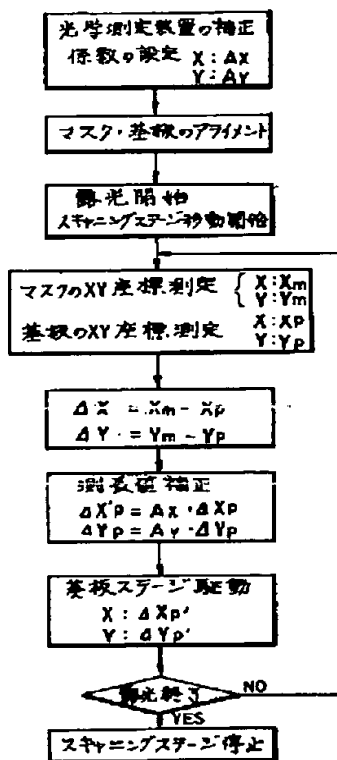 光学測定装置の補正
係数の設定 X:AX
Y:AY
マスク・基板のアライメント
露光開始
スキャニングステージ移動開始
マスクのXY座標測定 { X:Xm
Y:Ym
基板のXY座標測定 X:Xp
Y:Yp
ΔX = Xm - Xp
ΔY = Ym - Yp
測長値補正
ΔX'p = Ax・ΔXp
ΔYp = Ay・ΔYp
基板ステージ駆動
X: ΔXp'
Y: ΔYp'
露光終了
NO
YES
スキャニングステージ停止